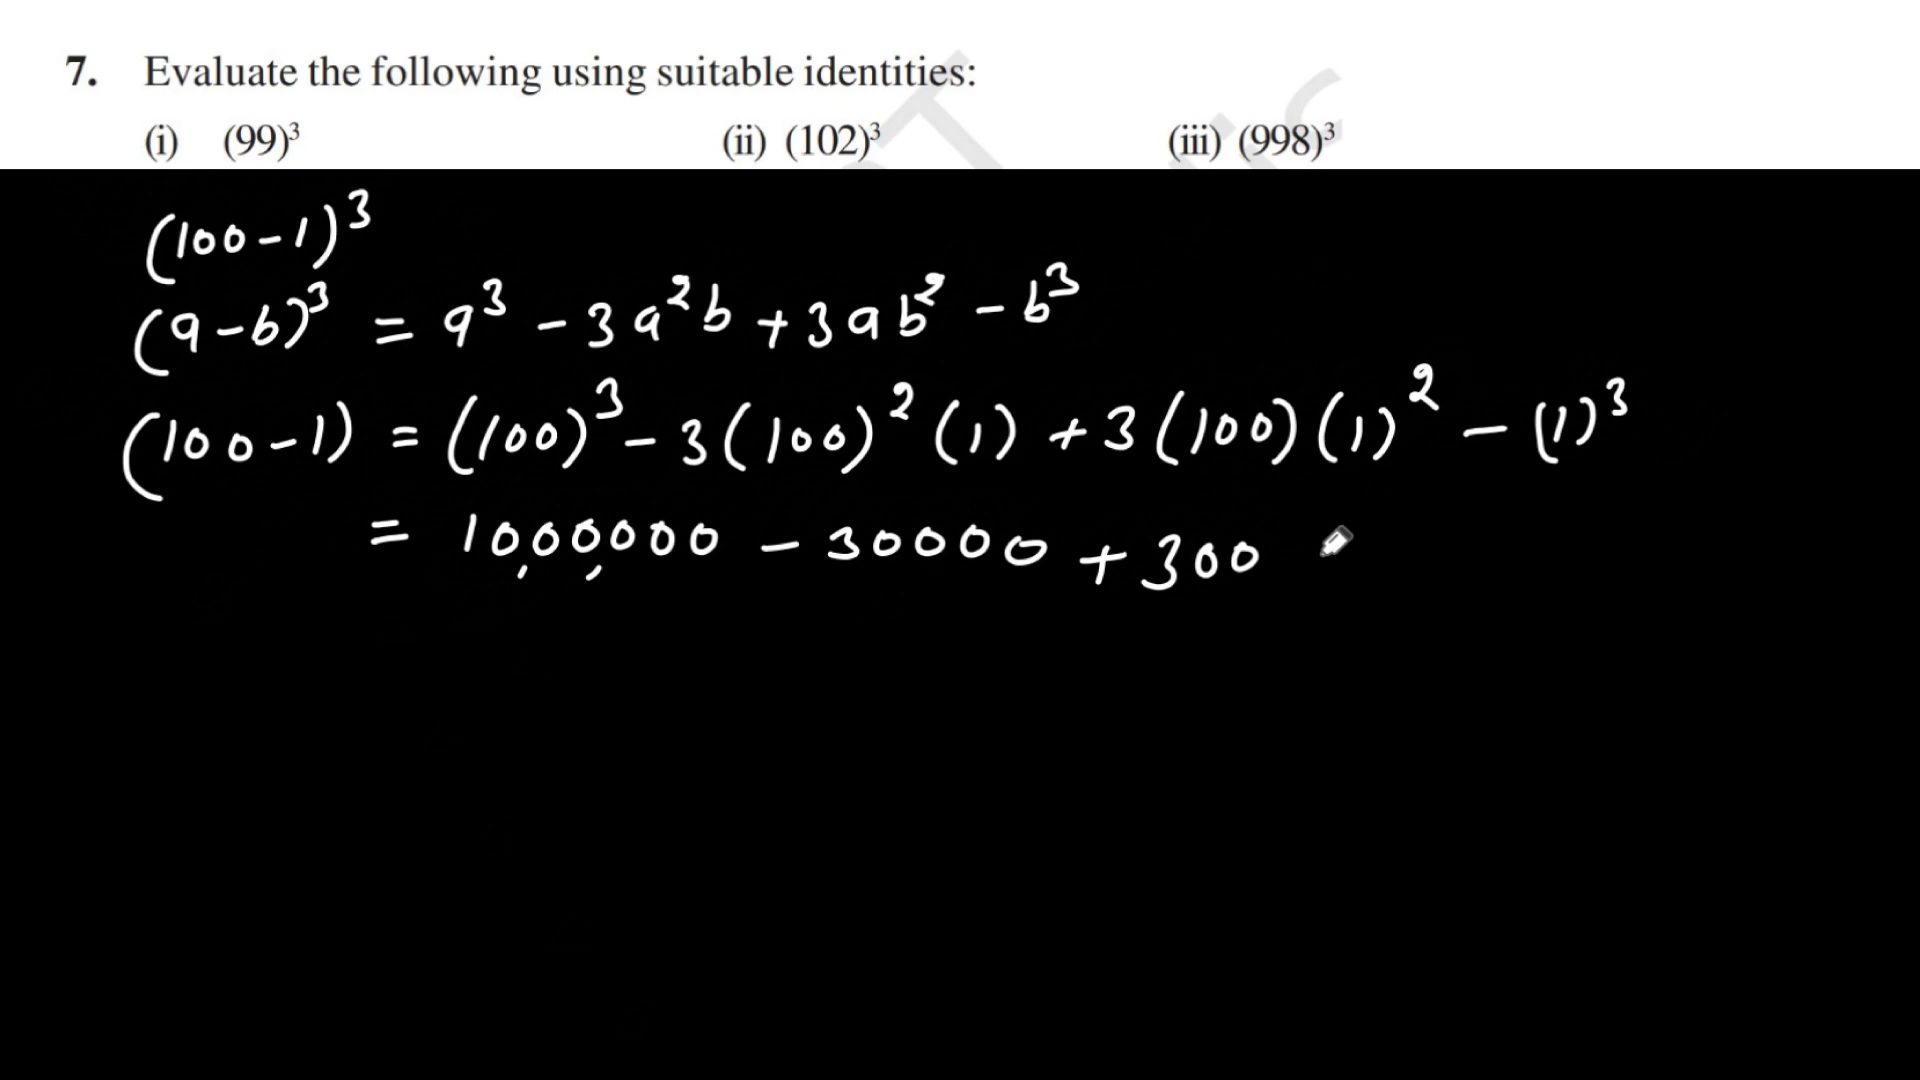 7. Evaluate the following using suitable identities:
(i) (99)³ (ii) (102)³ (iii) (998)³
(100-1)³
(a-b)³ = a³ - 3a²b + 3ab² - b³
(100-1) = (100)³ - 3(100)²(1) + 3(100)(1)² - (1)³
= 10,00,000 - 30000 + 300